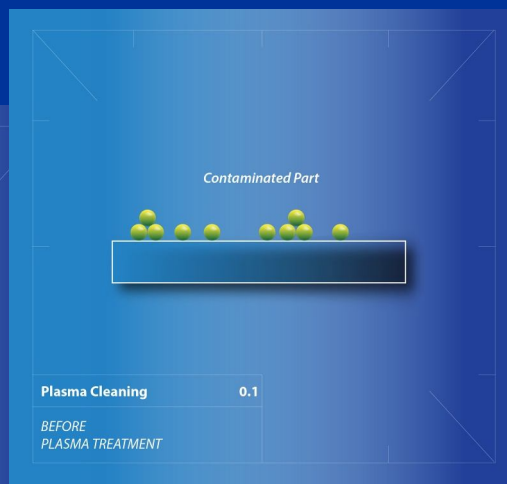 Contaminated Part
Plasma Cleaning 0.1
BEFORE
PLASMA TREATMENT